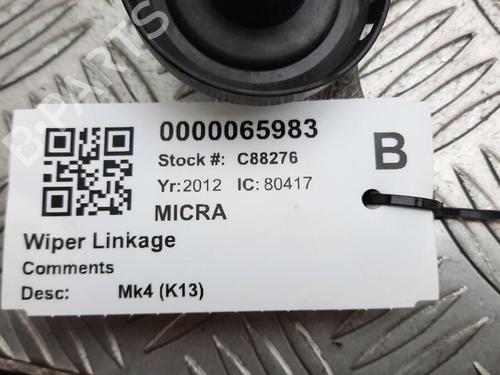 0000065983
Stock #: C88276
B
Yr:2012 IC: 80417
MICRA
Wiper Linkage
Comments
Desc: Mk4 (K13)
B-PARTS